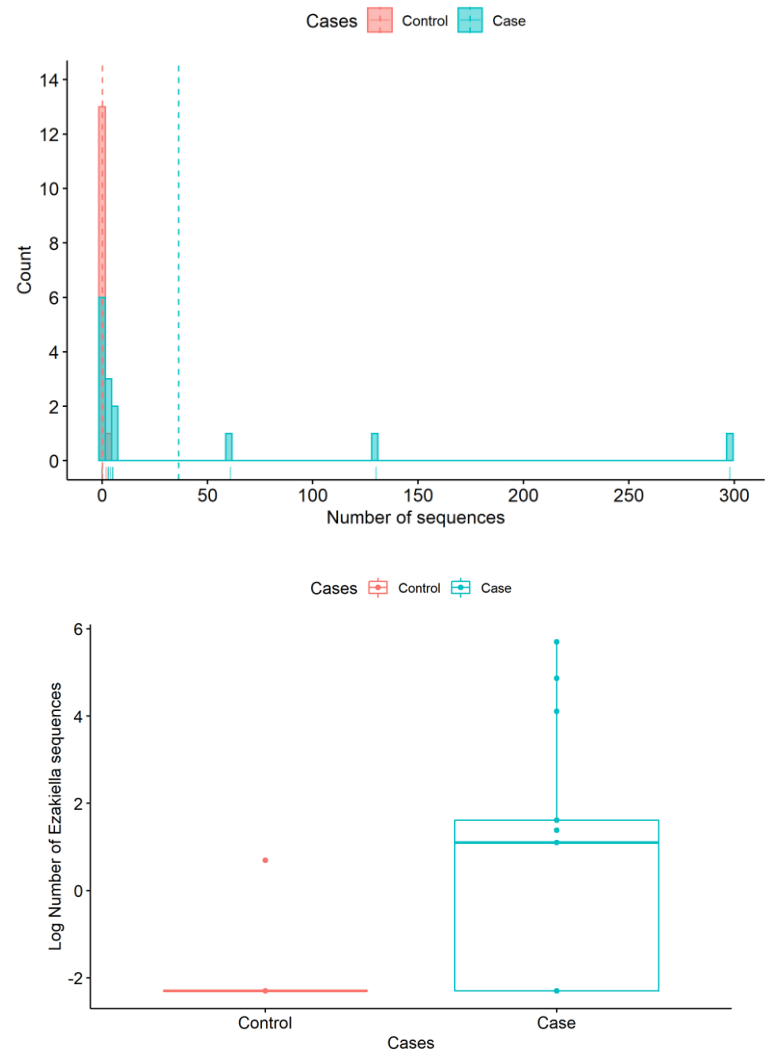 Cases Control Case
14
12
10
8
6
4
2
0
Count
0 50 100 150 200 250 300
Number of sequences
Cases Control Case
6
4
2
0
-2
Log Number of Ezakiella sequences
Control Case
Cases